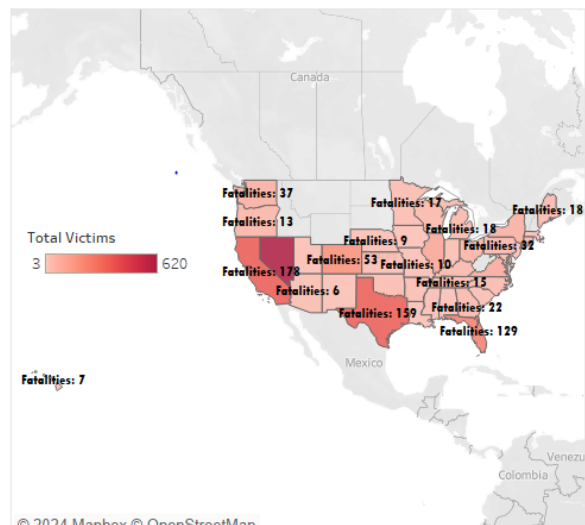 Canada
Fatalities: 37
Fatalities: 17
Fatalities: 18
Fatalities: 13
Fatalities: 18
Total Victims
3
620
Fatalities: 9
Fatalities: 32
Fatalities: 178
Fatalities: 53
Fatalities: 10
Fatalities: 6
Fatalities: 15
Fatalities: 159
Fatalities: 22
Fatalities: 129
Mexico
Fatalities: 7
Venezu
Colombia
© 2024 Mapbox © OpenStreetMap